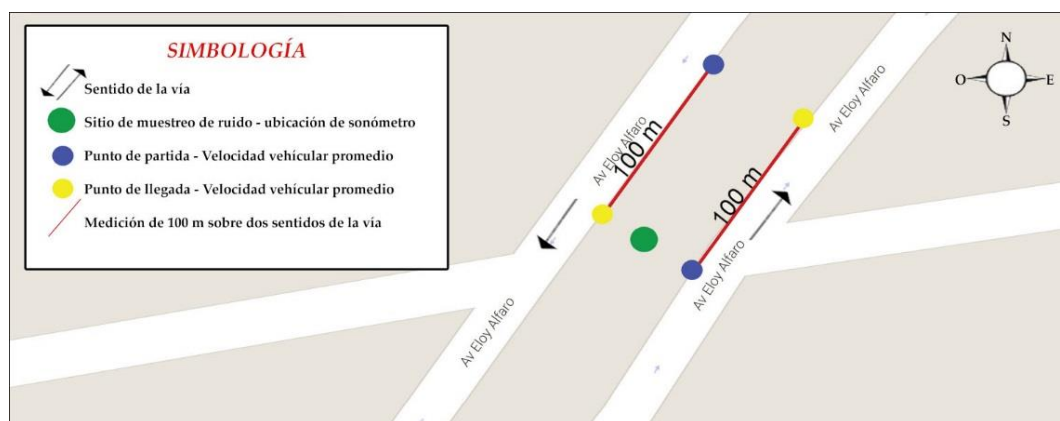 SIMBOLOGÍA
Sentido de la vía
Sitio de muestreo de ruido - ubicación de sonómetro
Punto de partida - Velocidad vehícular promedio
Punto de llegada - Velocidad vehícular promedio
Medición de 100 m sobre dos sentidos de la vía
Av Eloy Alfaro
100 m
Av Eloy Alfaro
100 m
Av Eloy Alfaro
Av Eloy Alfaro
Av Eloy Alfaro
N
O
E
S